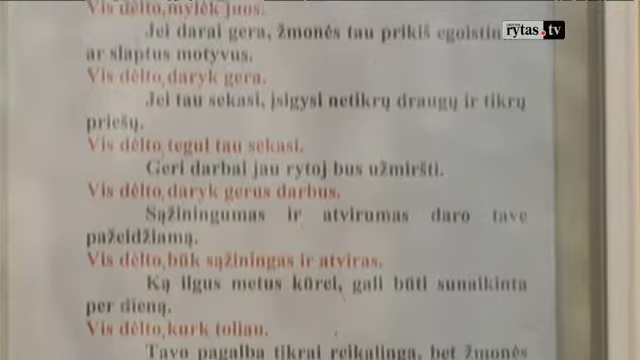 Vis dėlto, mylėk juos.
Jei darai gera, žmonės tau prikiš
ar slaptus motyvus.
Vis dėlto, daryk gera.
Jei tau sekasi, įsigysi netikrų draugų ir tikrų
priešų.
Vis dėlto, tegul tau sekasi.
Geri darbai jau rytoj bus užmiršti.
Vis dėlto, daryk gerus darbus.
Sąžiningumas ir atvirumas daro tave
pažeidžiamą.
Vis dėlto, būk sąžiningas ir atviras.
Ką ilgus metus kūrei, gali būti sunaikinta
per dieną.
Vis dėlto, kurk toliau.
Tavo pagalba tikrai reikalinga, bet žmonės
rytas.tv